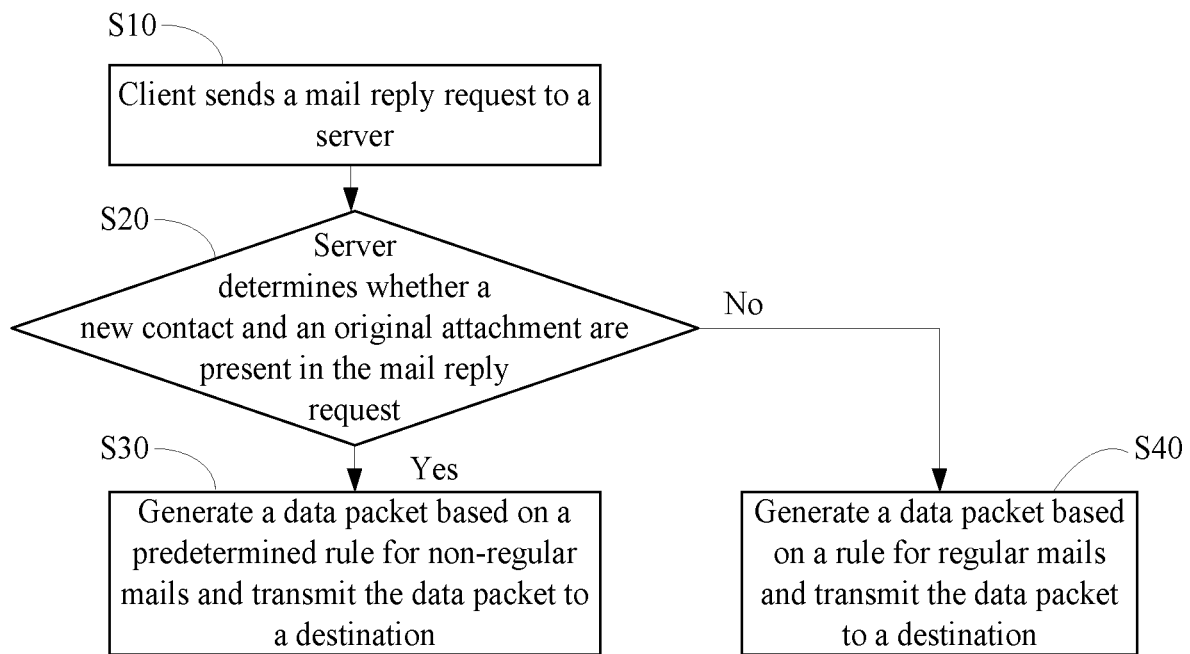 S10
Client sends a mail reply request to a
server
S20
Server
determines whether a
new contact and an original attachment are
present in the mail reply
request
No
S30
Yes
S40
Generate a data packet based on a
predetermined rule for non-regular
mails and transmit the data packet to
a destination
Generate a data packet based
on a rule for regular mails
and transmit the data packet
to a destination